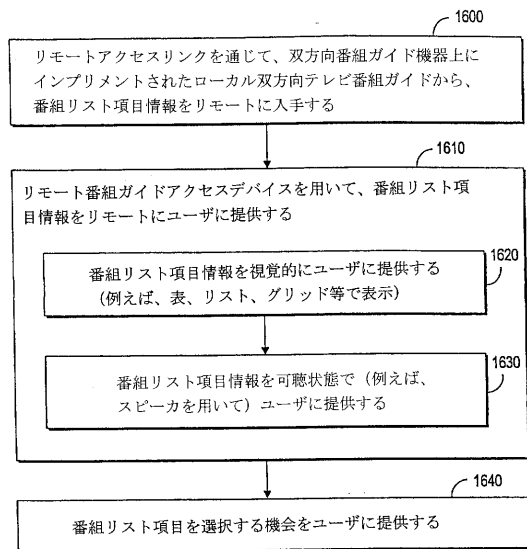 1600
リモートアクセスリンクを通じて、双方向番組ガイド機器上に
インプリメントされたローカル双方向テレビ番組ガイドから、
番組リスト項目情報をリモートに入手する
1610
リモート番組ガイドアクセスデバイスを用いて、番組リスト項
目情報をリモートにユーザに提供する
1620
番組リスト項目情報を視覚的にユーザに提供する
(例えば、表、リスト、グリッド等で表示)
1630
番組リスト項目情報を可聴状態で(例えば、
スピーカを用いて)ユーザに提供する
1640
番組リスト項目を選択する機会をユーザに提供する